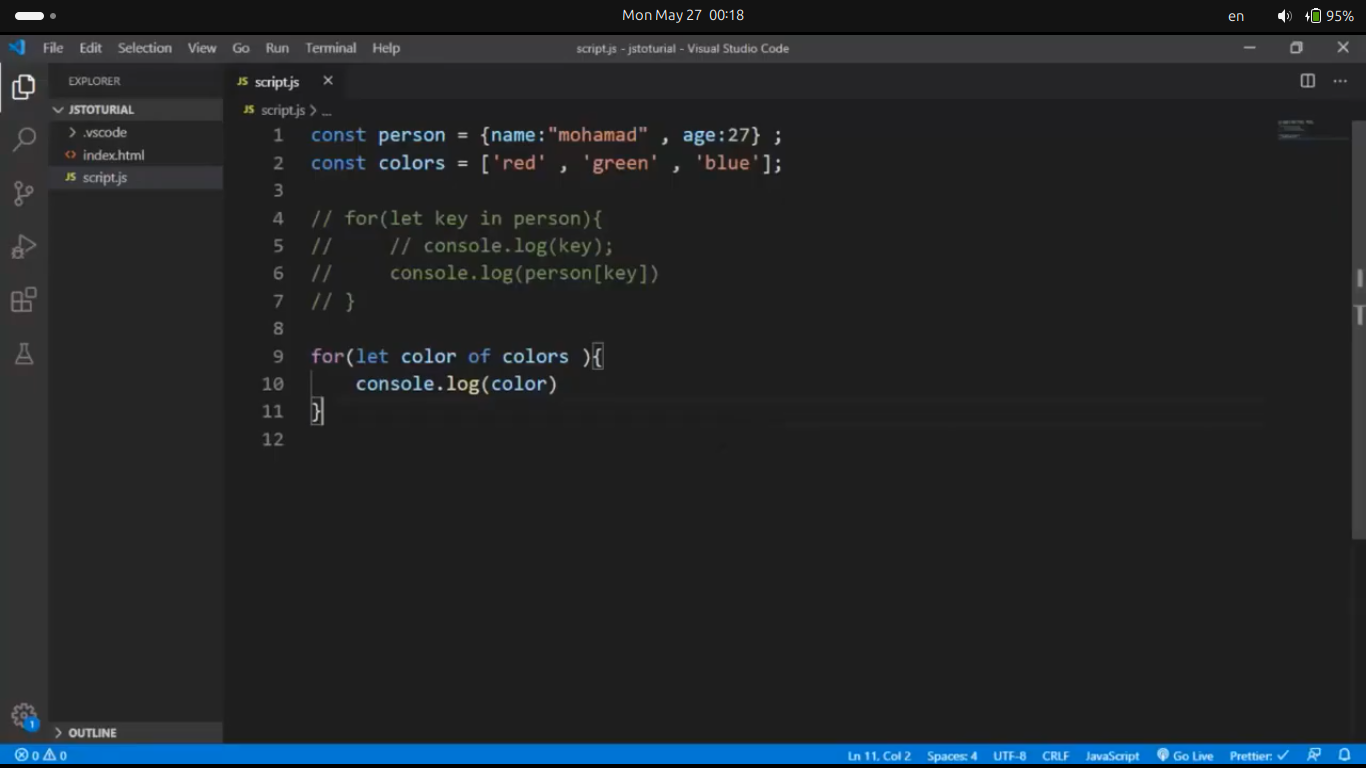 Mon May 27 00:18
en 95%
File Edit Selection View Go Run Terminal Help
script.js - jstoturial - Visual Studio Code
EXPLORER
JSTOTURIAL
.vscode
index.html
JS script.js
OUTLINE
JS script.js
JS script.js > ...
1 const person = {name:"mohamad" , age:27} ;
2 const colors = ['red' , 'green' , 'blue'];
3
4 // for(let key in person){
5 //     // console.log(key);
6 //     console.log(person[key])
7 // }
8
9 for(let color of colors ){
10     console.log(color)
11 }
12
1
0 0
Ln 11, Col 2 Spaces: 4 UTF-8 CRLF JavaScript Go Live Prettier: ✓